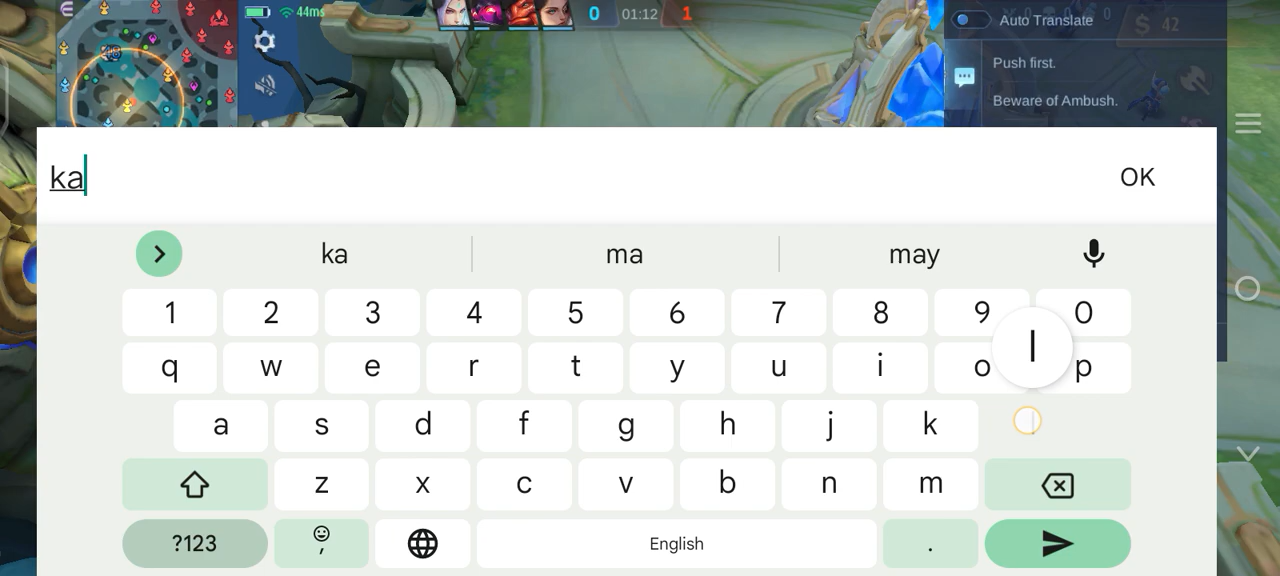 44ms
0 01:12 1
Auto Translate
$ 42
Push first.
Beware of Ambush.
ka
OK
ka ma may
1 2 3 4 5 6 7 8 9 0
q w e r t y u i o p
l
a s d f g h j k
z x c v b n m
?123 , English .